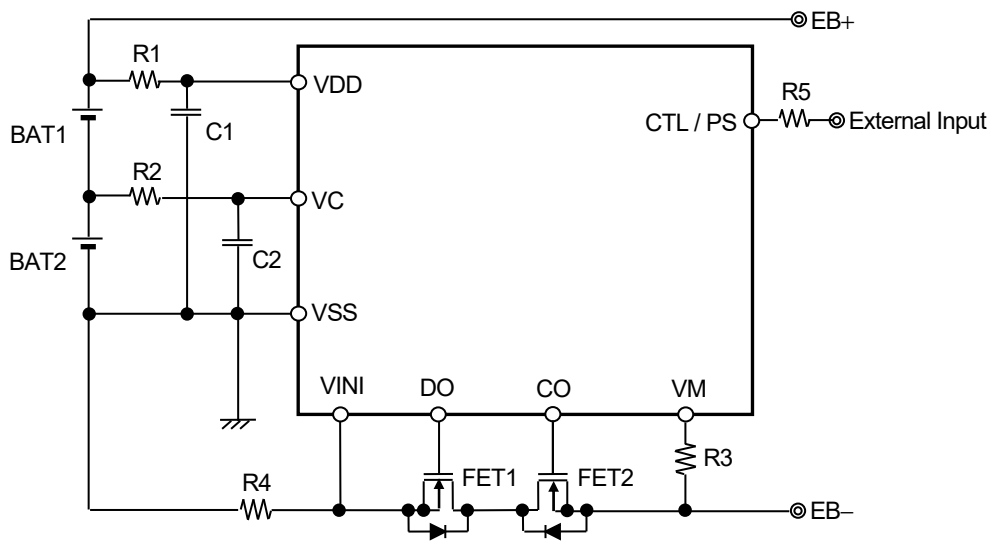 EB+
R1
VDD
C1
BAT1
R5
CTL / PS
External Input
R2
VC
BAT2
C2
VSS
VINI
DO
CO
VM
R4
FET1
FET2
R3
EB–